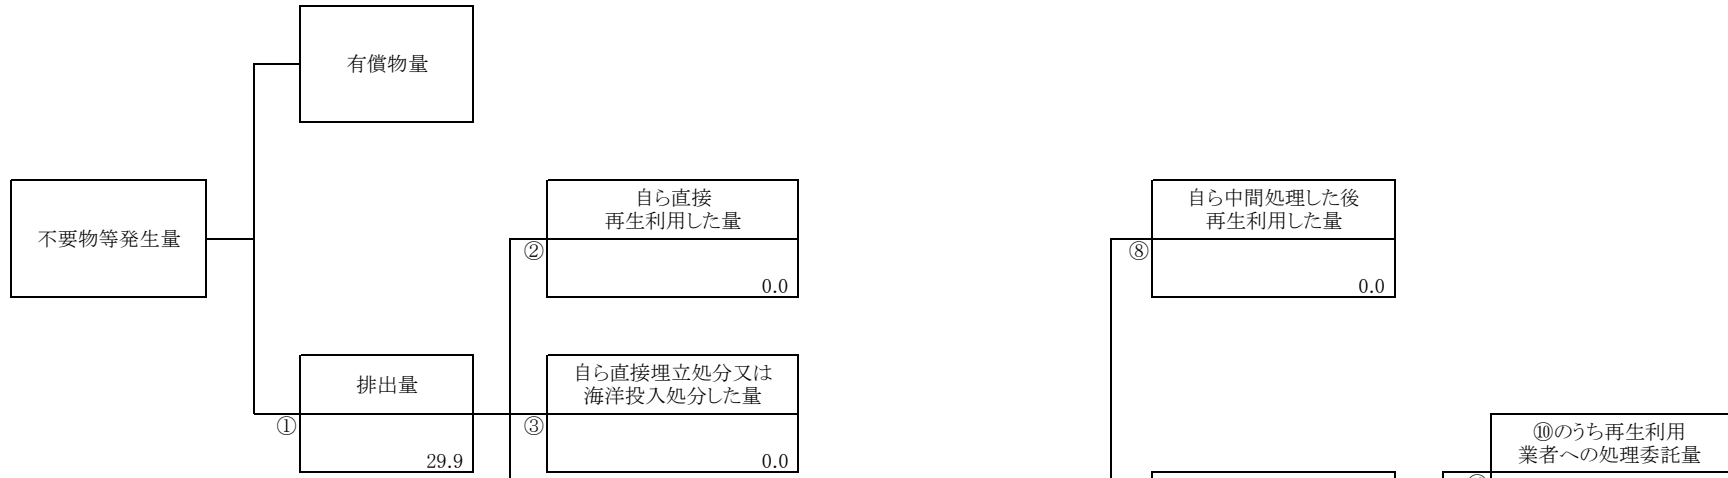 有償物量
不要物等発生量
自ら直接
再生利用した量
②
0.0
自ら中間処理した後
再生利用した量
⑧
0.0
排出量
①
29.9
自ら直接埋立処分又は
海洋投入処分した量
③
0.0
⑩のうち再生利用
業者への処理委託量